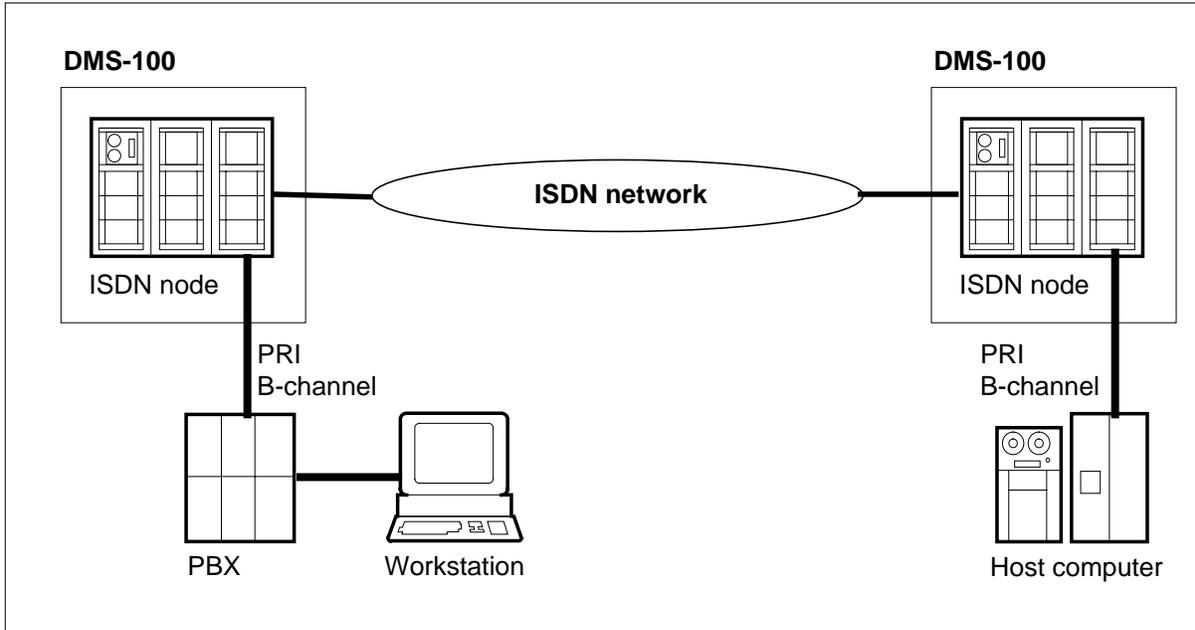 DMS-100
DMS-100
ISDN network
ISDN node
ISDN node
PRI
B-channel
PRI
B-channel
PBX
Workstation
Host computer